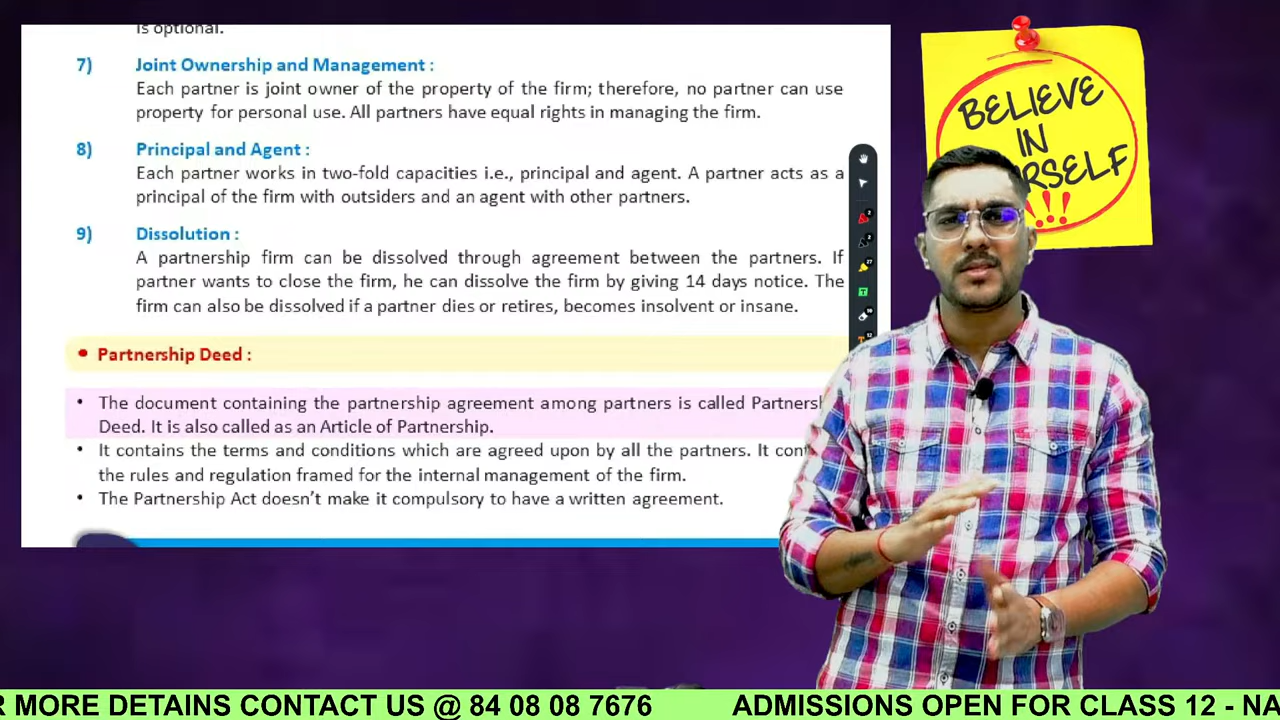 is optional.
7) Joint Ownership and Management :
Each partner is joint owner of the property of the firm; therefore, no partner can use
property for personal use. All partners have equal rights in managing the firm.
8) Principal and Agent :
Each partner works in two-fold capacities i.e., principal and agent. A partner acts as a
principal of the firm with outsiders and an agent with other partners.
9) Dissolution :
A partnership firm can be dissolved through agreement between the partners. If
partner wants to close the firm, he can dissolve the firm by giving 14 days notice. The
firm can also be dissolved if a partner dies or retires, becomes insolvent or insane.
• Partnership Deed :
• The document containing the partnership agreement among partners is called
Deed. It is also called as an Article of Partnership.
• It contains the terms and conditions which are agreed upon by all the partners. It
the rules and regulation framed for the internal management of the firm.
• The Partnership Act doesn't make it compulsory to have a written agreement.
BELIEVE
IN
RSELF
!!!
R MORE DETAINS CONTACT US @ 84 08 08 7676 ADMISSIONS OPEN FOR CLASS 12 - NA